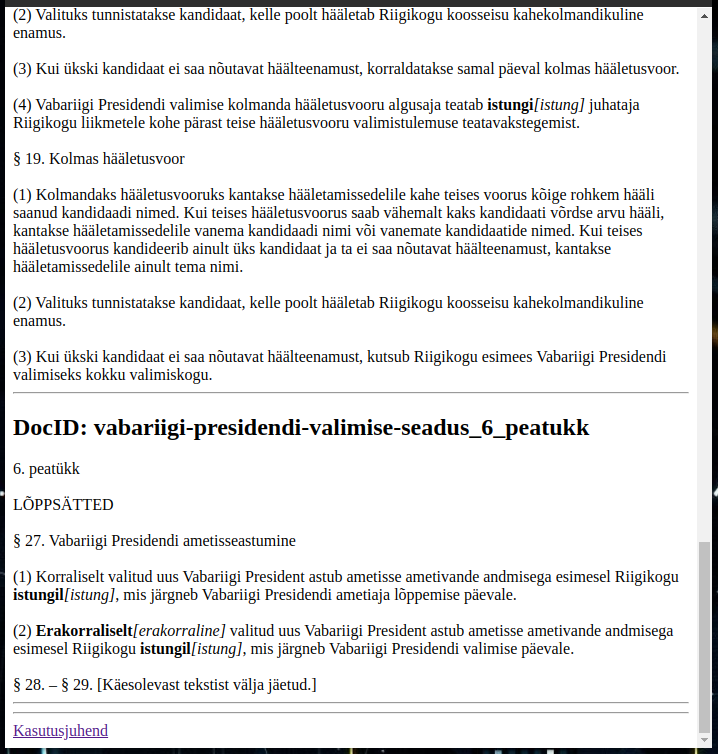 (2) Valituks tunnistatakse kandidaat, kelle poolt hääletab Riigikogu koosseisu kahekolmandikuline
enamus.
(3) Kui ükski kandidaat ei saa nõutavat häälteenamust, korraldatakse samal päeval kolmas hääletusvoor.
(4) Vabariigi Presidendi valimise kolmanda hääletusvooru algusaja teatab istungi[istung] juhataja
Riigikogu liikmetele kohe pärast teise hääletusvooru valimistulemuse teatavakstegemist.
§ 19. Kolmas hääletusvoor
(1) Kolmandaks hääletusvooruks kantakse hääletamissedelile kahe teises voorus kõige rohkem hääli
saanud kandidaadi nimed. Kui teises hääletusvoorus saab vähemalt kaks kandidaati võrdse arvu hääli,
kantakse hääletamissedelile vanema kandidaadi nimi või vanemate kandidaatide nimed. Kui teises
hääletusvoorus kandideerib ainult üks kandidaat ja ta ei saa nõutavat häälteenamust, kantakse
hääletamissedelile ainult tema nimi.
(2) Valituks tunnistatakse kandidaat, kelle poolt hääletab Riigikogu koosseisu kahekolmandikuline
enamus.
(3) Kui ükski kandidaat ei saa nõutavat häälteenamust, kutsub Riigikogu esimees Vabariigi Presidendi
valimiseks kokku valimiskogu.
DocID: vabariigi-presidendi-valimise-seadus_6_peatukk
6. peatükk
LÕPPSÄTTED
§ 27. Vabariigi Presidendi ametisseastumine
(1) Korraliselt valitud uus Vabariigi President astub ametisse ametivande andmisega esimesel Riigikogu
istungil[istung], mis järgneb Vabariigi Presidendi ametiaja lõppemise päevale.
(2) Erakorraliselt[erakorraline] valitud uus Vabariigi President astub ametisse ametivande andmisega
esimesel Riigikogu istungil[istung], mis järgneb Vabariigi Presidendi valimise päevale.
§ 28. – § 29. [Käesolevast tekstist välja jäetud.]
Kasutusjuhend